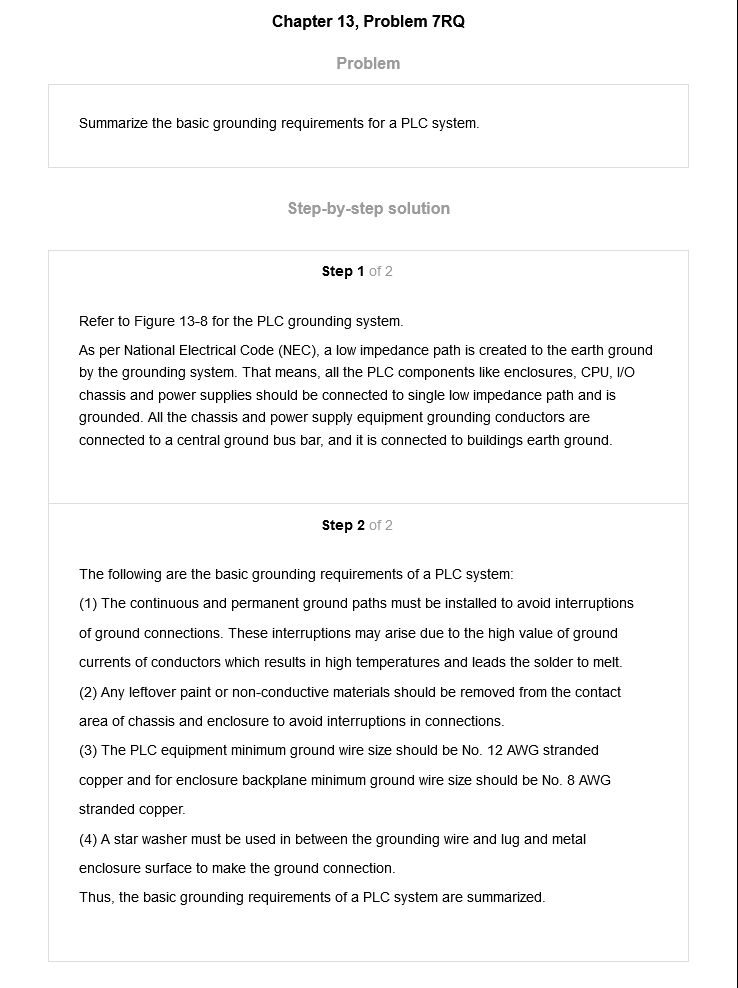 Chapter 13, Problem 7RQ
Problem
Summarize the basic grounding requirements for a PLC system.
Step-by-step solution
Step 1 of 2
Refer to Figure 13-8 for the PLC grounding system.
As per National Electrical Code (NEC), a low impedance path is created to the earth ground
by the grounding system. That means, all the PLC components like enclosures, CPU, I/O
chassis and power supplies should be connected to single low impedance path and is
grounded. All the chassis and power supply equipment grounding conductors are
connected to a central ground bus bar, and it is connected to buildings earth ground.
Step 2 of 2
The following are the basic grounding requirements of a PLC system:
(1) The continuous and permanent ground paths must be installed to avoid interruptions
of ground connections. These interruptions may arise due to the high value of ground
currents of conductors which results in high temperatures and leads the solder to melt.
(2) Any leftover paint or non-conductive materials should be removed from the contact
area of chassis and enclosure to avoid interruptions in connections.
(3) The PLC equipment minimum ground wire size should be No. 12 AWG stranded
copper and for enclosure backplane minimum ground wire size should be No. 8 AWG
stranded copper.
(4) A star washer must be used in between the grounding wire and lug and metal
enclosure surface to make the ground connection.
Thus, the basic grounding requirements of a PLC system are summarized.